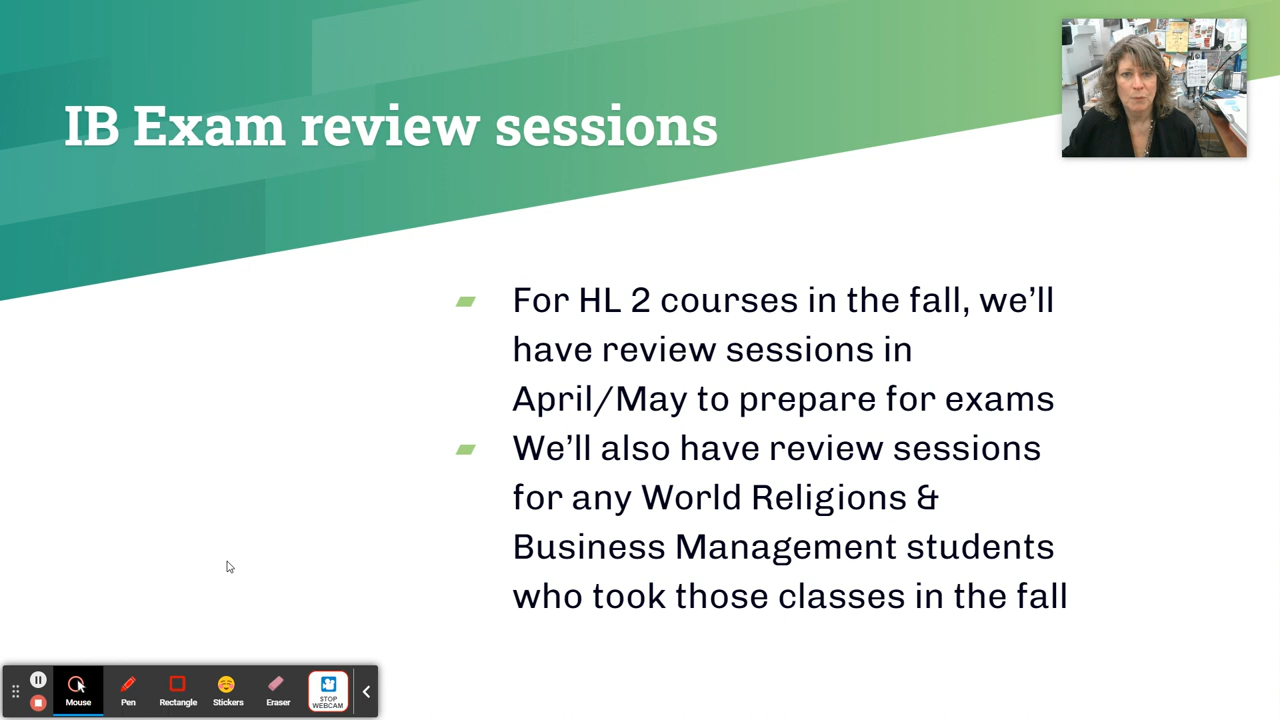 IB Exam review sessions
For HL 2 courses in the fall, we’ll
have review sessions in
April/May to prepare for exams
We’ll also have review sessions
for any World Religions &
Business Management students
who took those classes in the fall
Mouse
Pen
Rectangle
Stickers
Eraser
STOP
WEBCAM